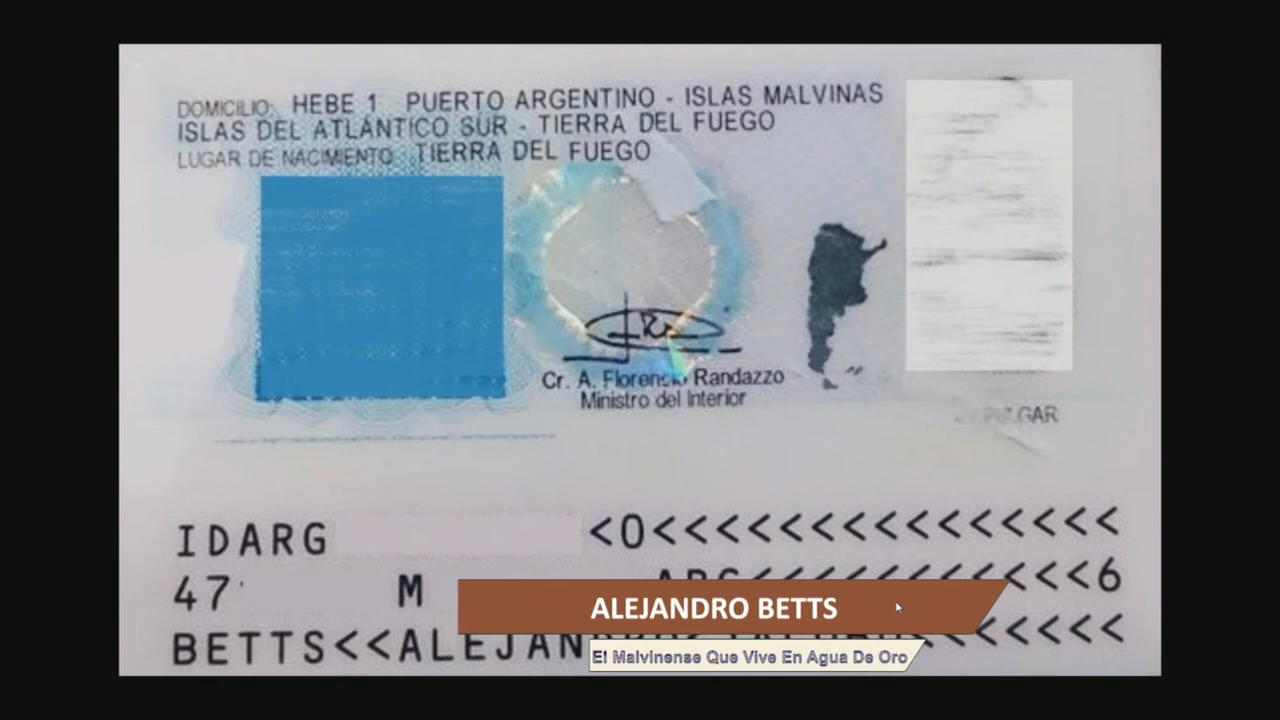 DOMICILIO: HEBE 1 PUERTO ARGENTINO - ISLAS MALVINAS
ISLAS DEL ATLÁNTICO SUR - TIERRA DEL FUEGO
LUGAR DE NACIMIENTO: TIERRA DEL FUEGO
Cr. A. Florencio Randazzo
Ministro del Interior
PULGAR
IDARG <0<<<<<<<<<<<<<<<
47 M ARG<<<<<<<<<<<6
BETTS<<ALEJAN <<<<<
ALEJANDRO BETTS
El Malvinense Que Vive En Agua De Oro